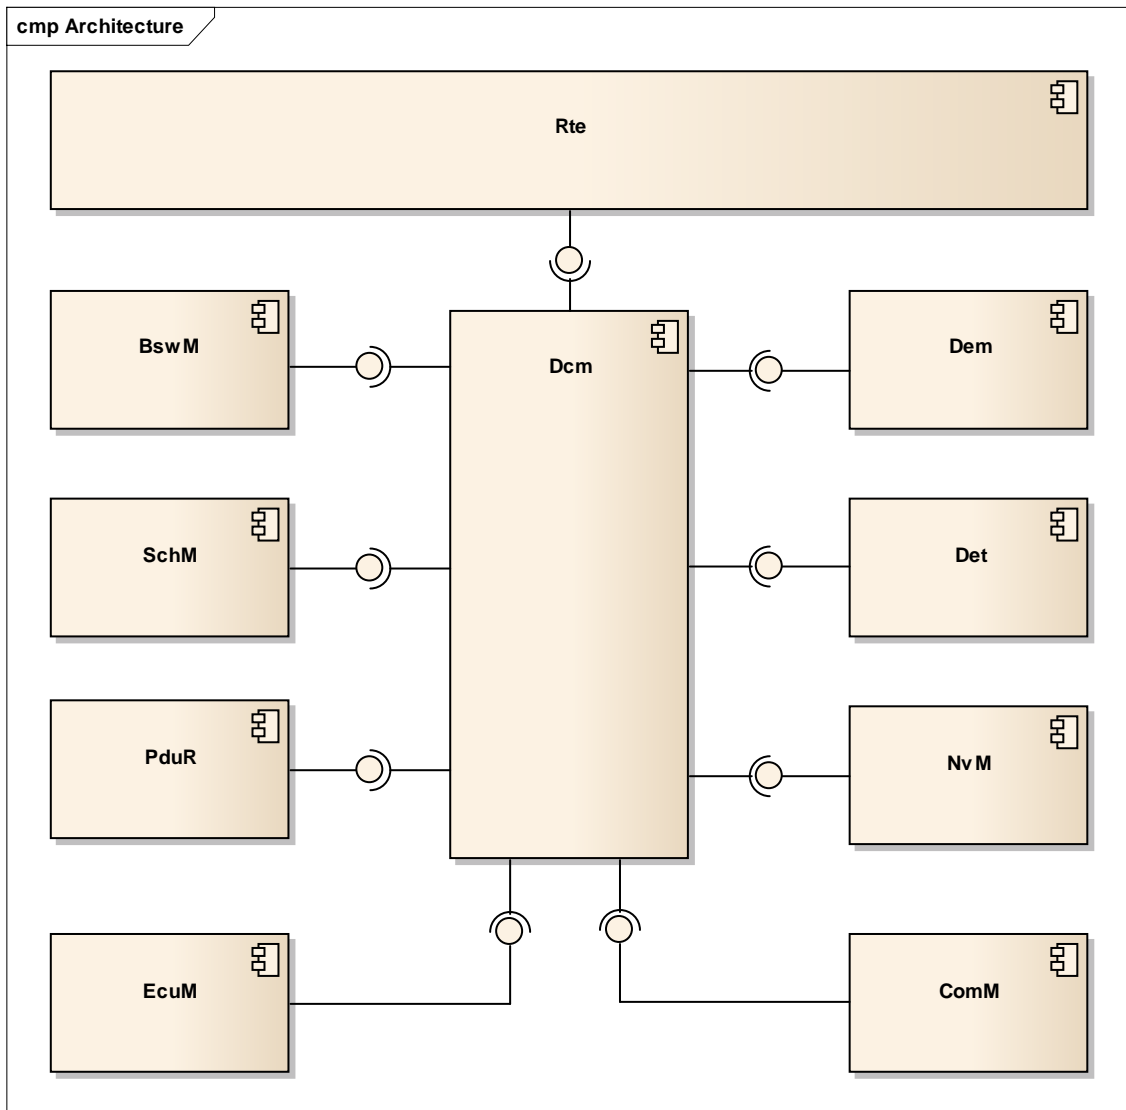 cmp Architecture
Rte
BswM
Dcm
Dem
SchM
Det
PduR
NvM
EcuM
ComM